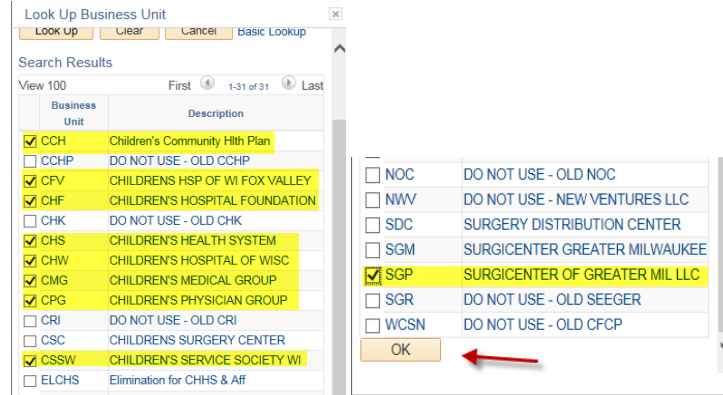 Look Up Business Unit
Look Up Clear Cancel Basic Lookup
Search Results
View 100 First 1-31 of 31 Last
Business Unit Description
CCH Children's Community Hlth Plan
CCHP DO NOT USE - OLD CCHP
CFV CHILDRENS HSP OF WI FOX VALLEY
CHF CHILDREN'S HOSPITAL FOUNDATION
CHK DO NOT USE - OLD CHK
CHS CHILDREN'S HEALTH SYSTEM
CHW CHILDREN'S HOSPITAL OF WISC
CMG CHILDREN'S MEDICAL GROUP
CPG CHILDREN'S PHYSICIAN GROUP
CRI DO NOT USE - OLD CRI
CSC CHILDRENS SURGERY CENTER
CSSW CHILDREN'S SERVICE SOCIETY WI
ELCHS Elimination for CHHS & Aff
NOC DO NOT USE - OLD NOC
NWV DO NOT USE - NEW VENTURES LLC
SDC SURGERY DISTRIBUTION CENTER
SGM SURGICENTER GREATER MILWAUKEE
SGP SURGICENTER OF GREATER MIL LLC
SGR DO NOT USE - OLD SEEGER
WCSN DO NOT USE - OLD CFCP
OK